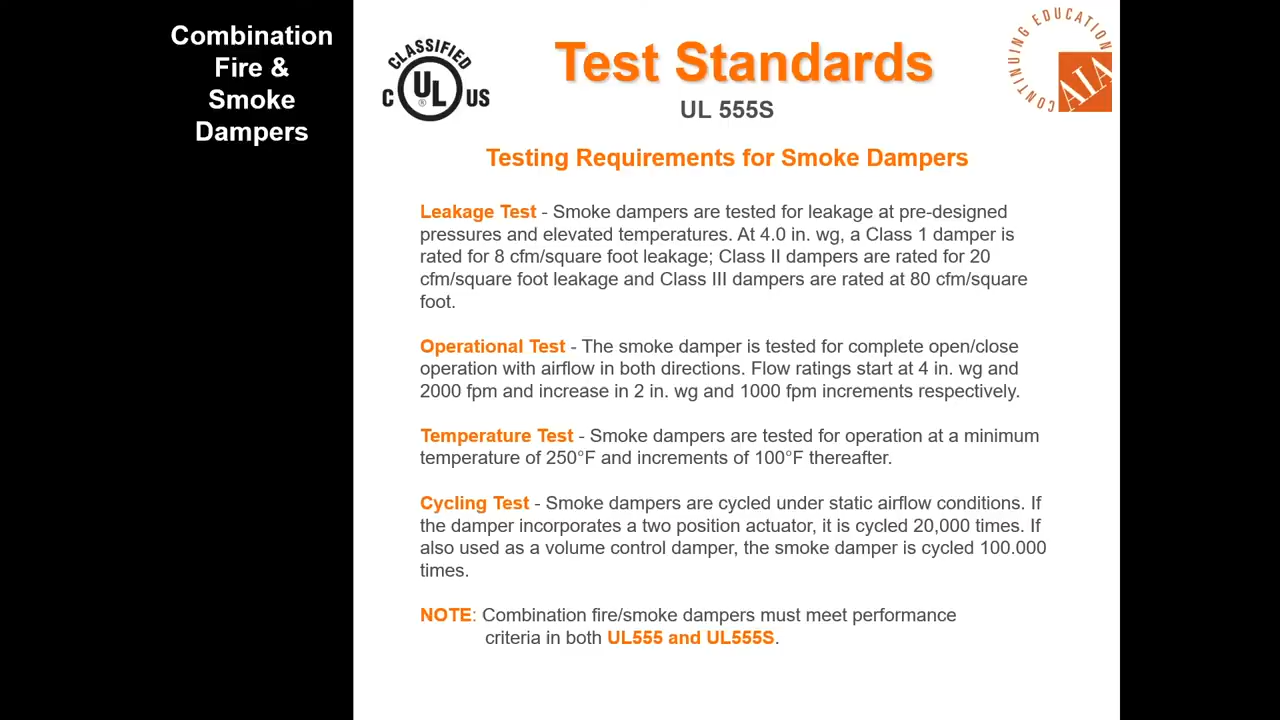 Combination
Fire &
Smoke
Dampers
CLASSIFIED
C UL US
®
Test Standards
UL 555S
CONTINUING EDUCATION
AIA
Testing Requirements for Smoke Dampers
Leakage Test - Smoke dampers are tested for leakage at pre-designed
pressures and elevated temperatures. At 4.0 in. wg, a Class 1 damper is
rated for 8 cfm/square foot leakage; Class II dampers are rated for 20
cfm/square foot leakage and Class III dampers are rated at 80 cfm/square
foot.
Operational Test - The smoke damper is tested for complete open/close
operation with airflow in both directions. Flow ratings start at 4 in. wg and
2000 fpm and increase in 2 in. wg and 1000 fpm increments respectively.
Temperature Test - Smoke dampers are tested for operation at a minimum
temperature of 250°F and increments of 100°F thereafter.
Cycling Test - Smoke dampers are cycled under static airflow conditions. If
the damper incorporates a two position actuator, it is cycled 20,000 times. If
also used as a volume control damper, the smoke damper is cycled 100.000
times.
NOTE: Combination fire/smoke dampers must meet performance
criteria in both UL555 and UL555S.